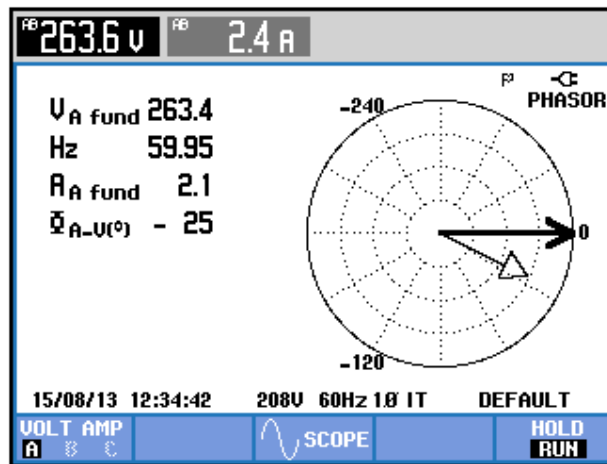 AB 263.6 V AB 2.4 A
PHASOR
V A fund 263.4
Hz 59.95
A A fund 2.1
Φ A-V(°) - 25
-240
0
-120
15/08/13 12:34:42 208V 60Hz 1.Ø IT DEFAULT
VOLT AMP
A B C
SCOPE
HOLD
RUN